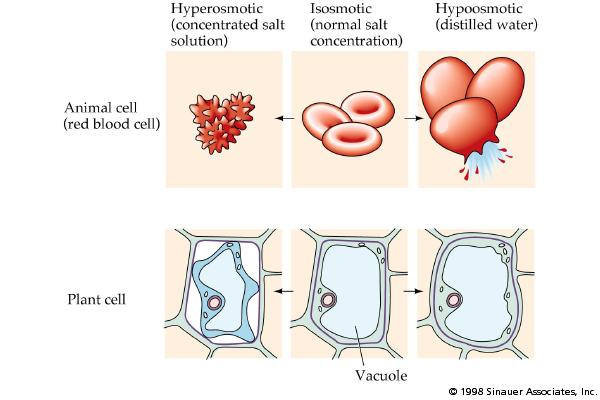 Hyperosmotic
(concentrated salt
solution)
Isosmotic
(normal salt
concentration)
Hypoosmotic
(distilled water)
Animal cell
(red blood cell)
Plant cell
Vacuole
© 1998 Sinauer Associates, Inc.